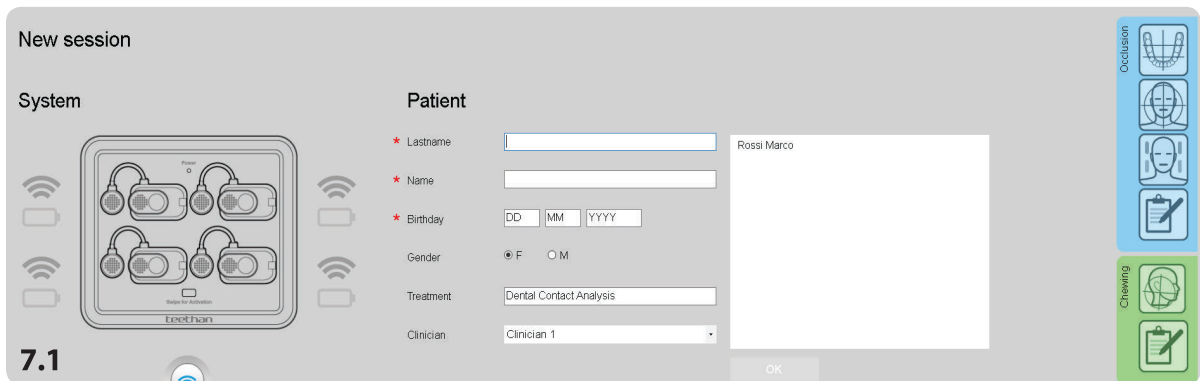 New session
System
Patient
* Lastname
* Name
* Birthday DD MM YYYY
Gender F M
Treatment Dental Contact Analysis
Clinician Clinician 1
Rossi Marco
OK
Power
Swipe for Activation
teethan
Occlusion
Chewing
7.1